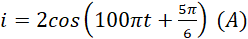 i = 2cos(100πt + 5π/6) (A)